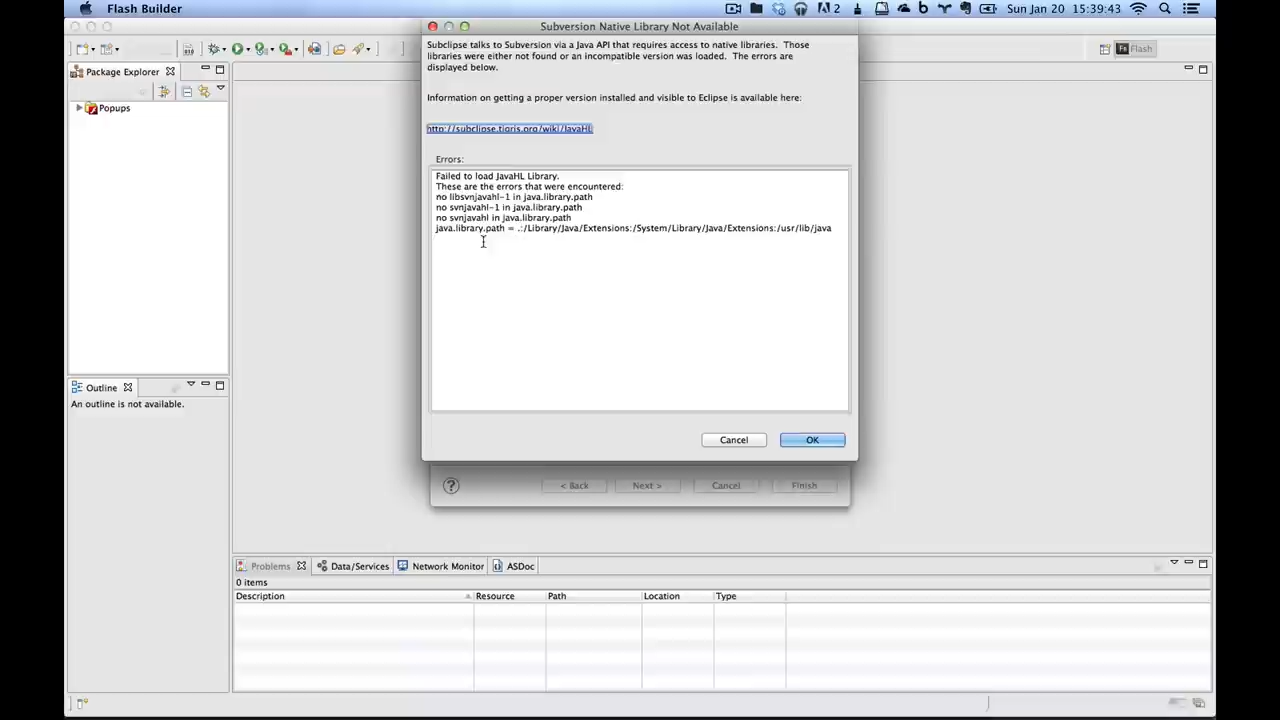 Flash Builder
2
Sun Jan 20 15:39:43
Subversion Native Library Not Available
Subclipse talks to Subversion via a Java API that requires access to native libraries. Those
libraries were either not found or an incompatible version was loaded. The errors are
displayed below.
Information on getting a proper version installed and visible to Eclipse is available here:
http://subclipse.tigris.org/wiki/JavaHL
Errors:
Failed to load JavaHL Library.
These are the errors that were encountered:
no libsvnjavahl-1 in java.library.path
no svnjavahl-1 in java.library.path
no svnjavahl in java.library.path
java.library.path = .:/Library/Java/Extensions:/System/Library/Java/Extensions:/usr/lib/java
Cancel
OK
? < Back Next > Cancel Finish
Fb Flash
Package Explorer
Popups
Outline
An outline is not available.
Problems Data/Services Network Monitor ASDoc
0 items
Description Resource Path Location Type